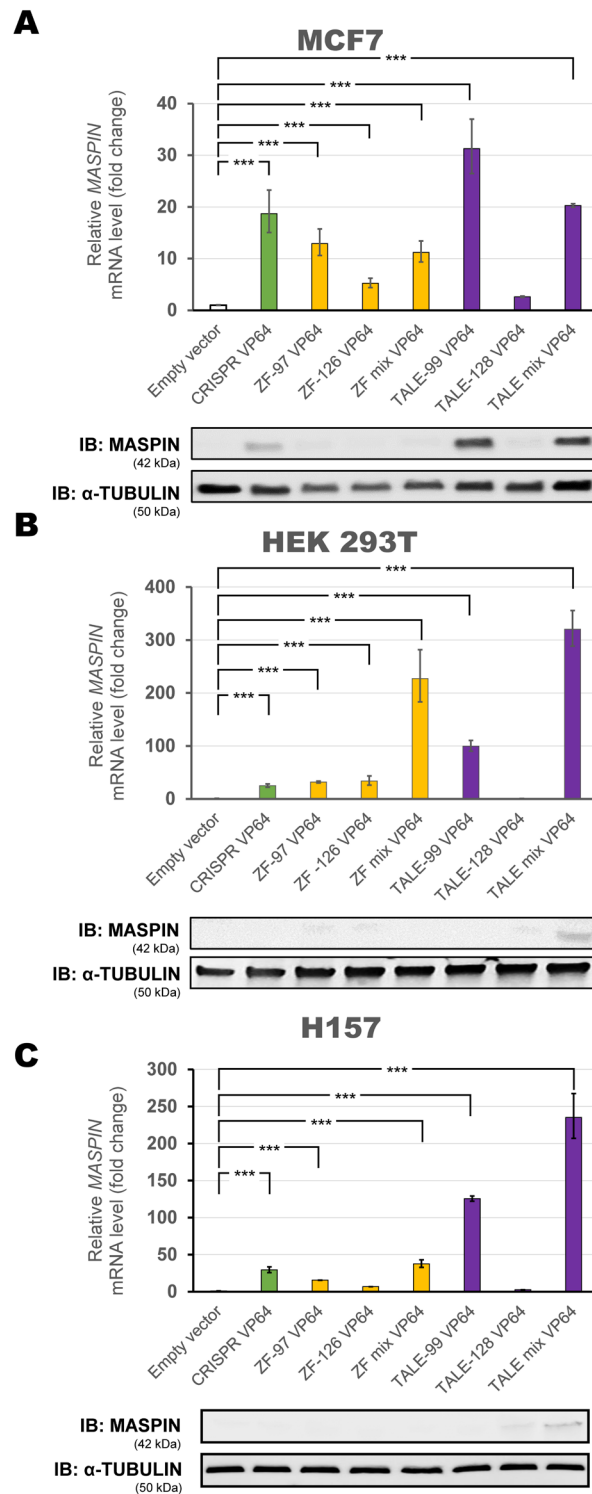 A
MCF7
***
***
***
***
***
***
Relative MASPIN
mRNA level (fold change)
40
30
20
10
0
Empty vector
CRISPR VP64
ZF-97 VP64
ZF-126 VP64
ZF mix VP64
TALE-99 VP64
TALE-128 VP64
TALE mix VP64
IB: MASPIN
(42 kDa)
IB: α-TUBULIN
(50 kDa)
B
HEK 293T
***
***
***
***
***
***
Relative MASPIN
mRNA level (fold change)
400
300
200
100
0
Empty vector
CRISPR VP64
ZF-97 VP64
ZF -126 VP64
ZF mix VP64
TALE-99 VP64
TALE-128 VP64
TALE mix VP64
IB: MASPIN
(42 kDa)
IB: α-TUBULIN
(50 kDa)
H157
C
***
***
***
***
***
Relative MASPIN
mRNA level (fold change)
300
250
200
150
100
50
0
Empty vector
CRISPR VP64
ZF-97 VP64
ZF-126 VP64
ZF mix VP64
TALE-99 VP64
TALE-128 VP64
TALE mix VP64
IB: MASPIN
(42 kDa)
IB: α-TUBULIN
(50 kDa)